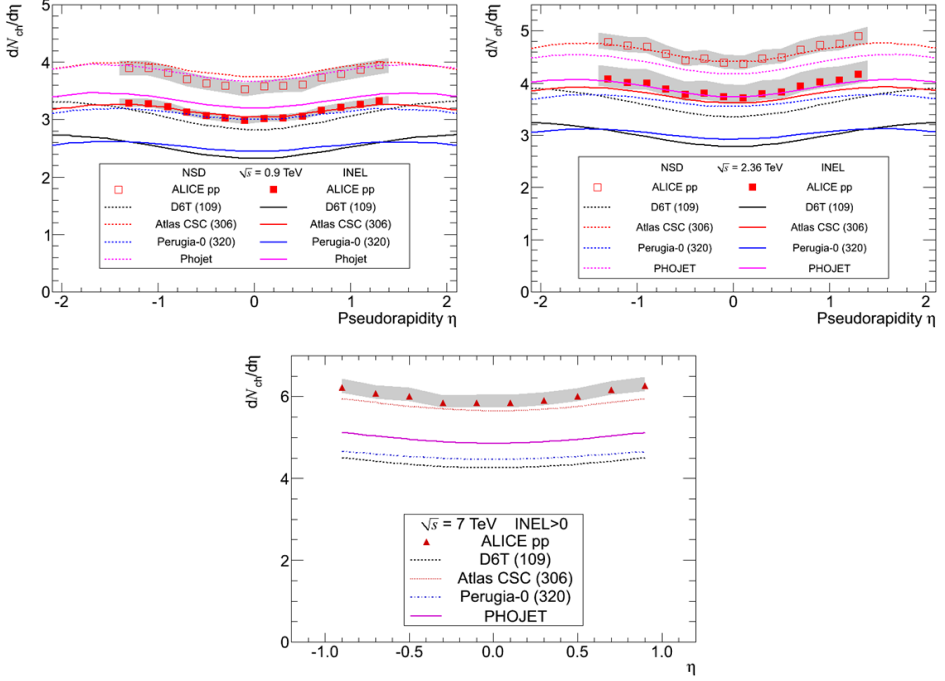 dN_ch/dη
5
4
3
2
1
0
-2 -1 0 1 2
Pseudorapidity η
NSD √s = 0.9 TeV INEL
ALICE pp ALICE pp
D6T (109) D6T (109)
Atlas CSC (306) Atlas CSC (306)
Perugia-0 (320) Perugia-0 (320)
Phojet Phojet
dN_ch/dη
5
4
3
2
1
0
-2 -1 0 1 2
Pseudorapidity η
NSD √s = 2.36 TeV INEL
ALICE pp ALICE pp
D6T (109) D6T (109)
Atlas CSC (306) Atlas CSC (306)
Perugia-0 (320) Perugia-0 (320)
PHOJET PHOJET
dN_ch/dη
6
4
2
0
-1.0 -0.5 0.0 0.5 1.0
η
√s = 7 TeV INEL>0
ALICE pp
D6T (109)
Atlas CSC (306)
Perugia-0 (320)
PHOJET